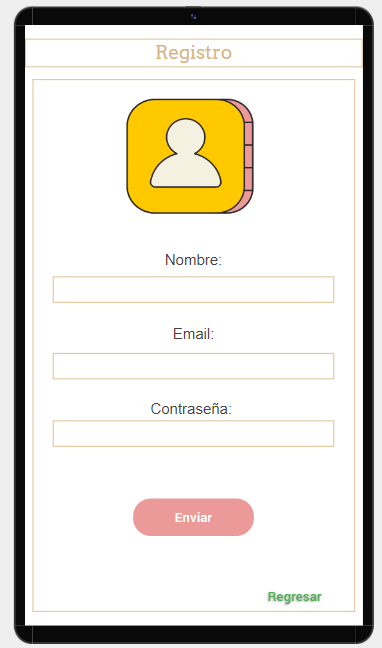 Registro
Nombre:
Email:
Contraseña:
Enviar
Regresar